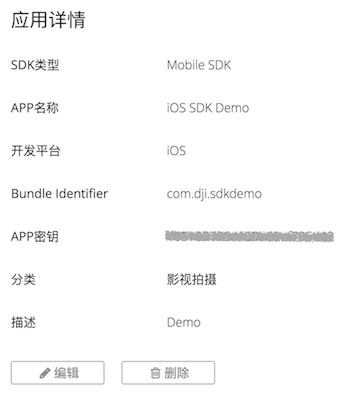 应用详情
SDK类型 Mobile SDK
APP名称 iOS SDK Demo
开发平台 iOS
Bundle Identifier com.dji.sdkdemo
APP密钥
分类 影视拍摄
描述 Demo
编辑 删除